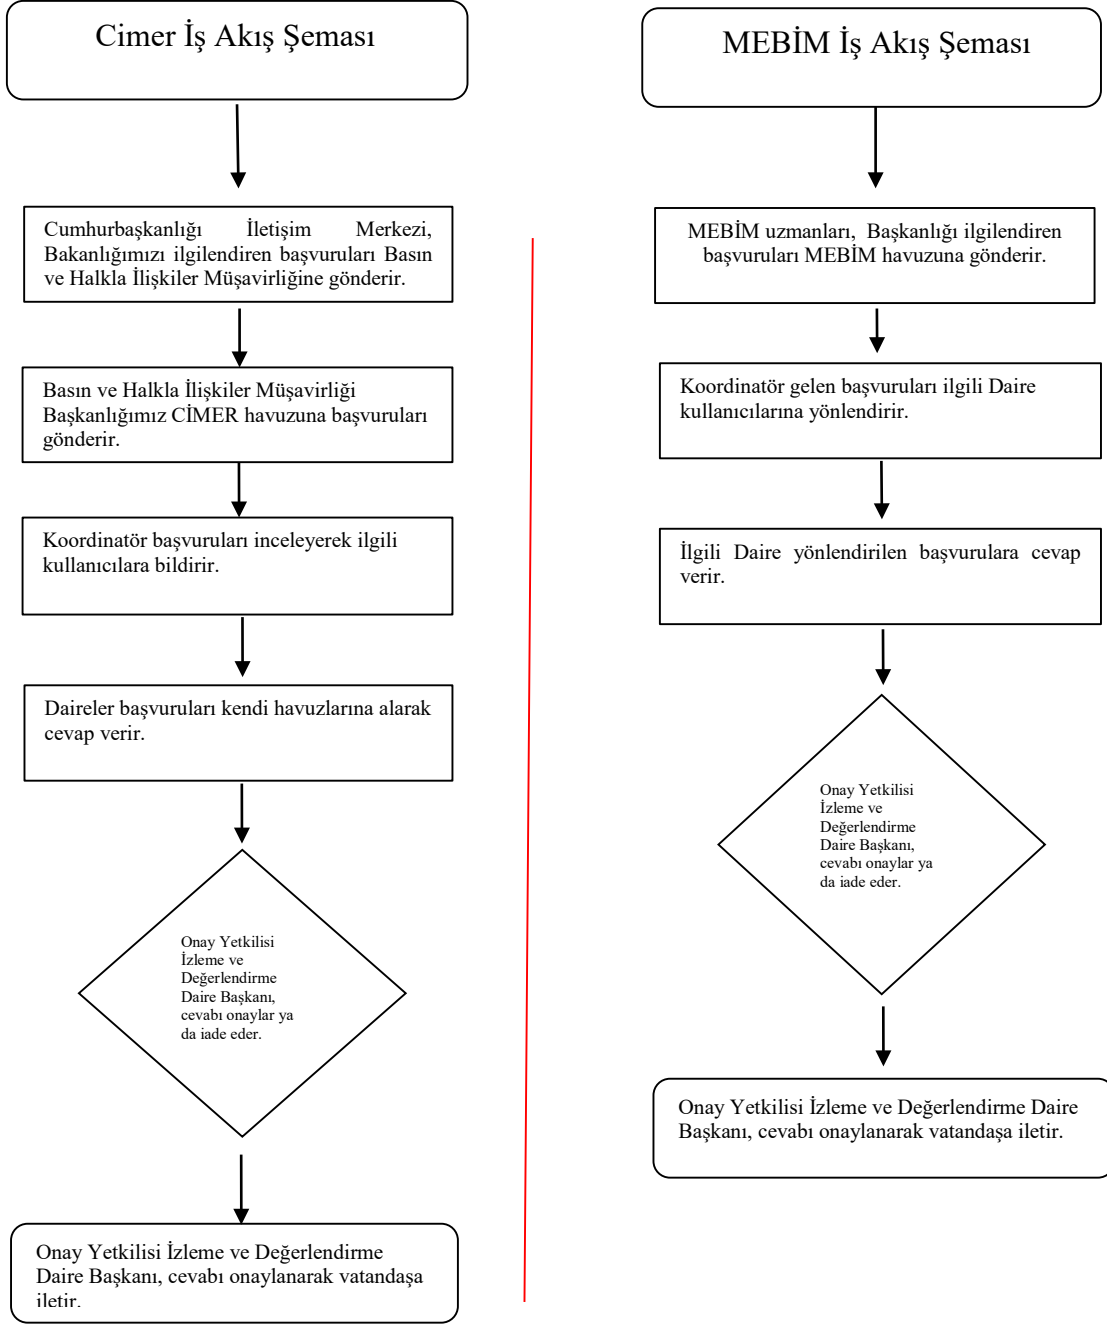 Cimer İş Akış Şeması
Cumhurbaşkanlığı İletişim Merkezi,
Bakanlığımızı ilgilendiren başvuruları Basın
ve Halkla İlişkiler Müşavirliğine gönderir.
Basın ve Halkla İlişkiler Müşavirliği
Başkanlığımız CİMER havuzuna başvuruları
gönderir.
Koordinatör başvuruları inceleyerek ilgili
kullanıcılara bildirir.
Daireler başvuruları kendi havuzlarına alarak
cevap verir.
Onay Yetkilisi
İzleme ve
Değerlendirme
Daire Başkanı,
cevabı onaylar ya
da iade eder.
Onay Yetkilisi İzleme ve Değerlendirme
Daire Başkanı, cevabı onaylanarak vatandaşa
iletir.
MEBİM İş Akış Şeması
MEBİM uzmanları, Başkanlığı ilgilendiren
başvuruları MEBİM havuzuna gönderir.
Koordinatör gelen başvuruları ilgili Daire
kullanıcılarına yönlendirir.
İlgili Daire yönlendirilen başvurulara cevap
verir.
Onay Yetkilisi
İzleme ve
Değerlendirme
Daire Başkanı,
cevabı onaylar ya
da iade eder.
Onay Yetkilisi İzleme ve Değerlendirme Daire
Başkanı, cevabı onaylanarak vatandaşa iletir.